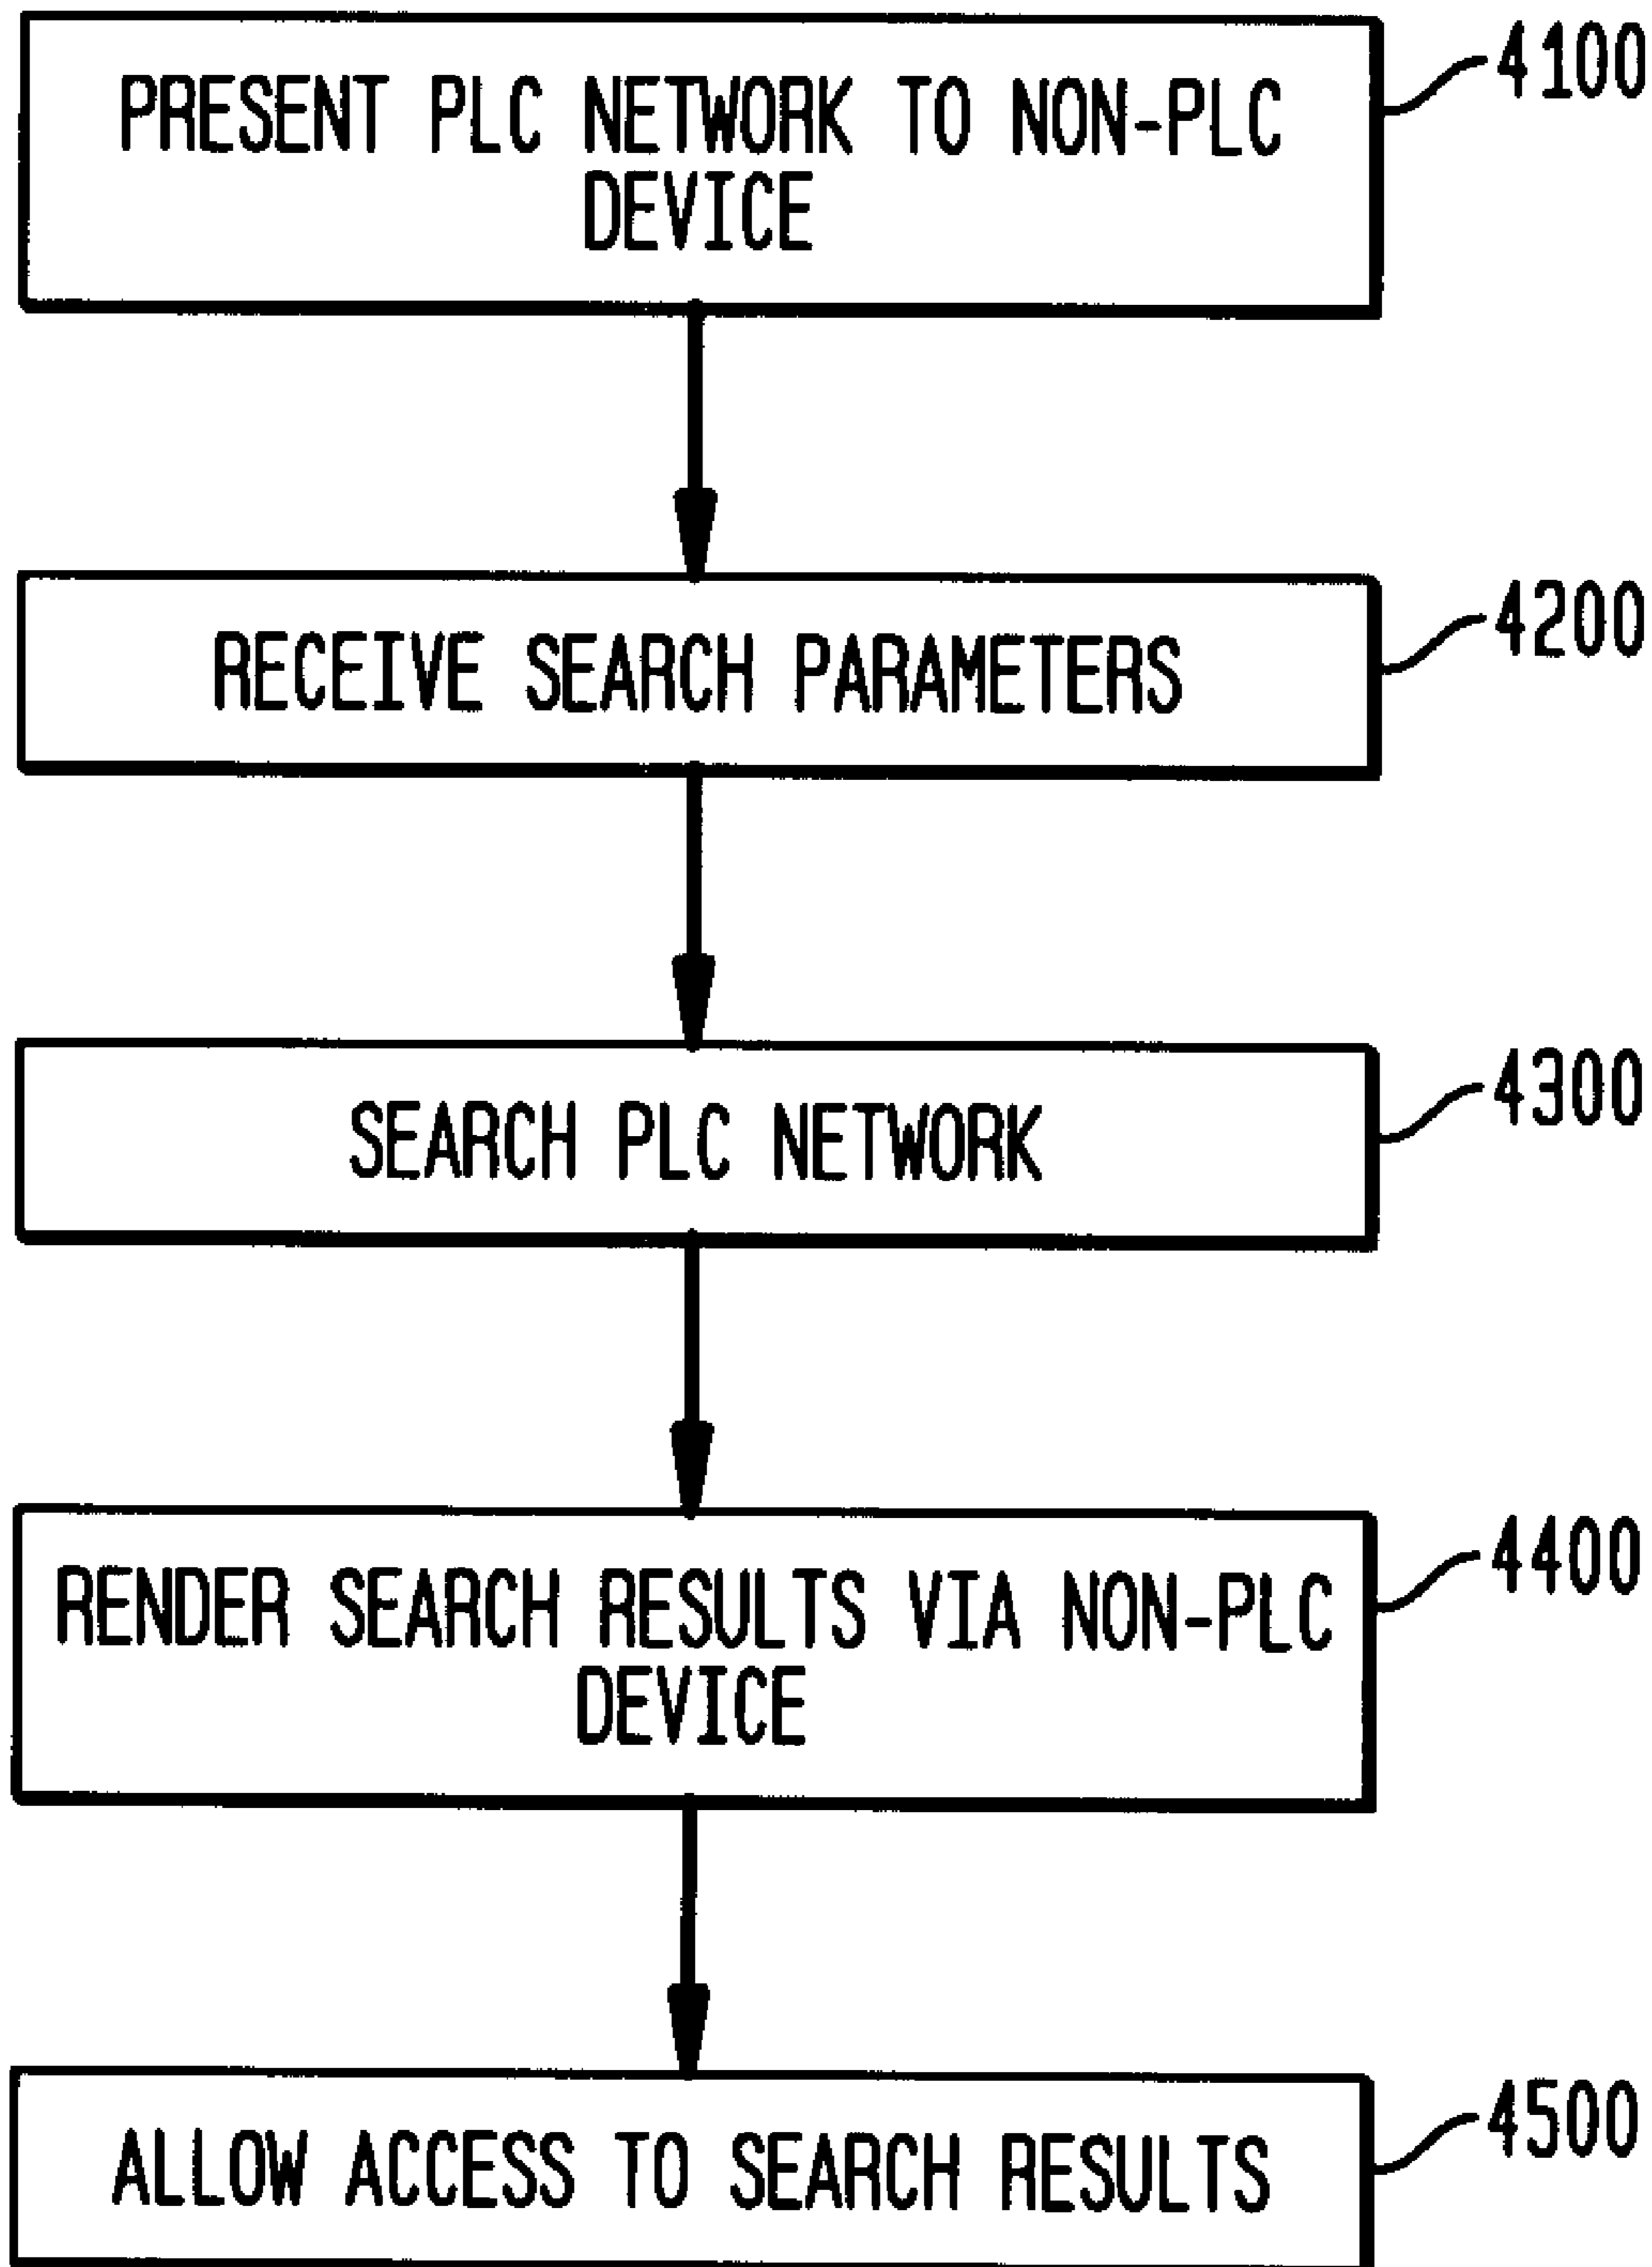 PRESENT PLC NETWORK TO NON-PLC
DEVICE
4100
RECEIVE SEARCH PARAMETERS
4200
SEARCH PLC NETWORK
4300
RENDER SEARCH RESULTS VIA NON-PLC
DEVICE
4400
ALLOW ACCESS TO SEARCH RESULTS
4500